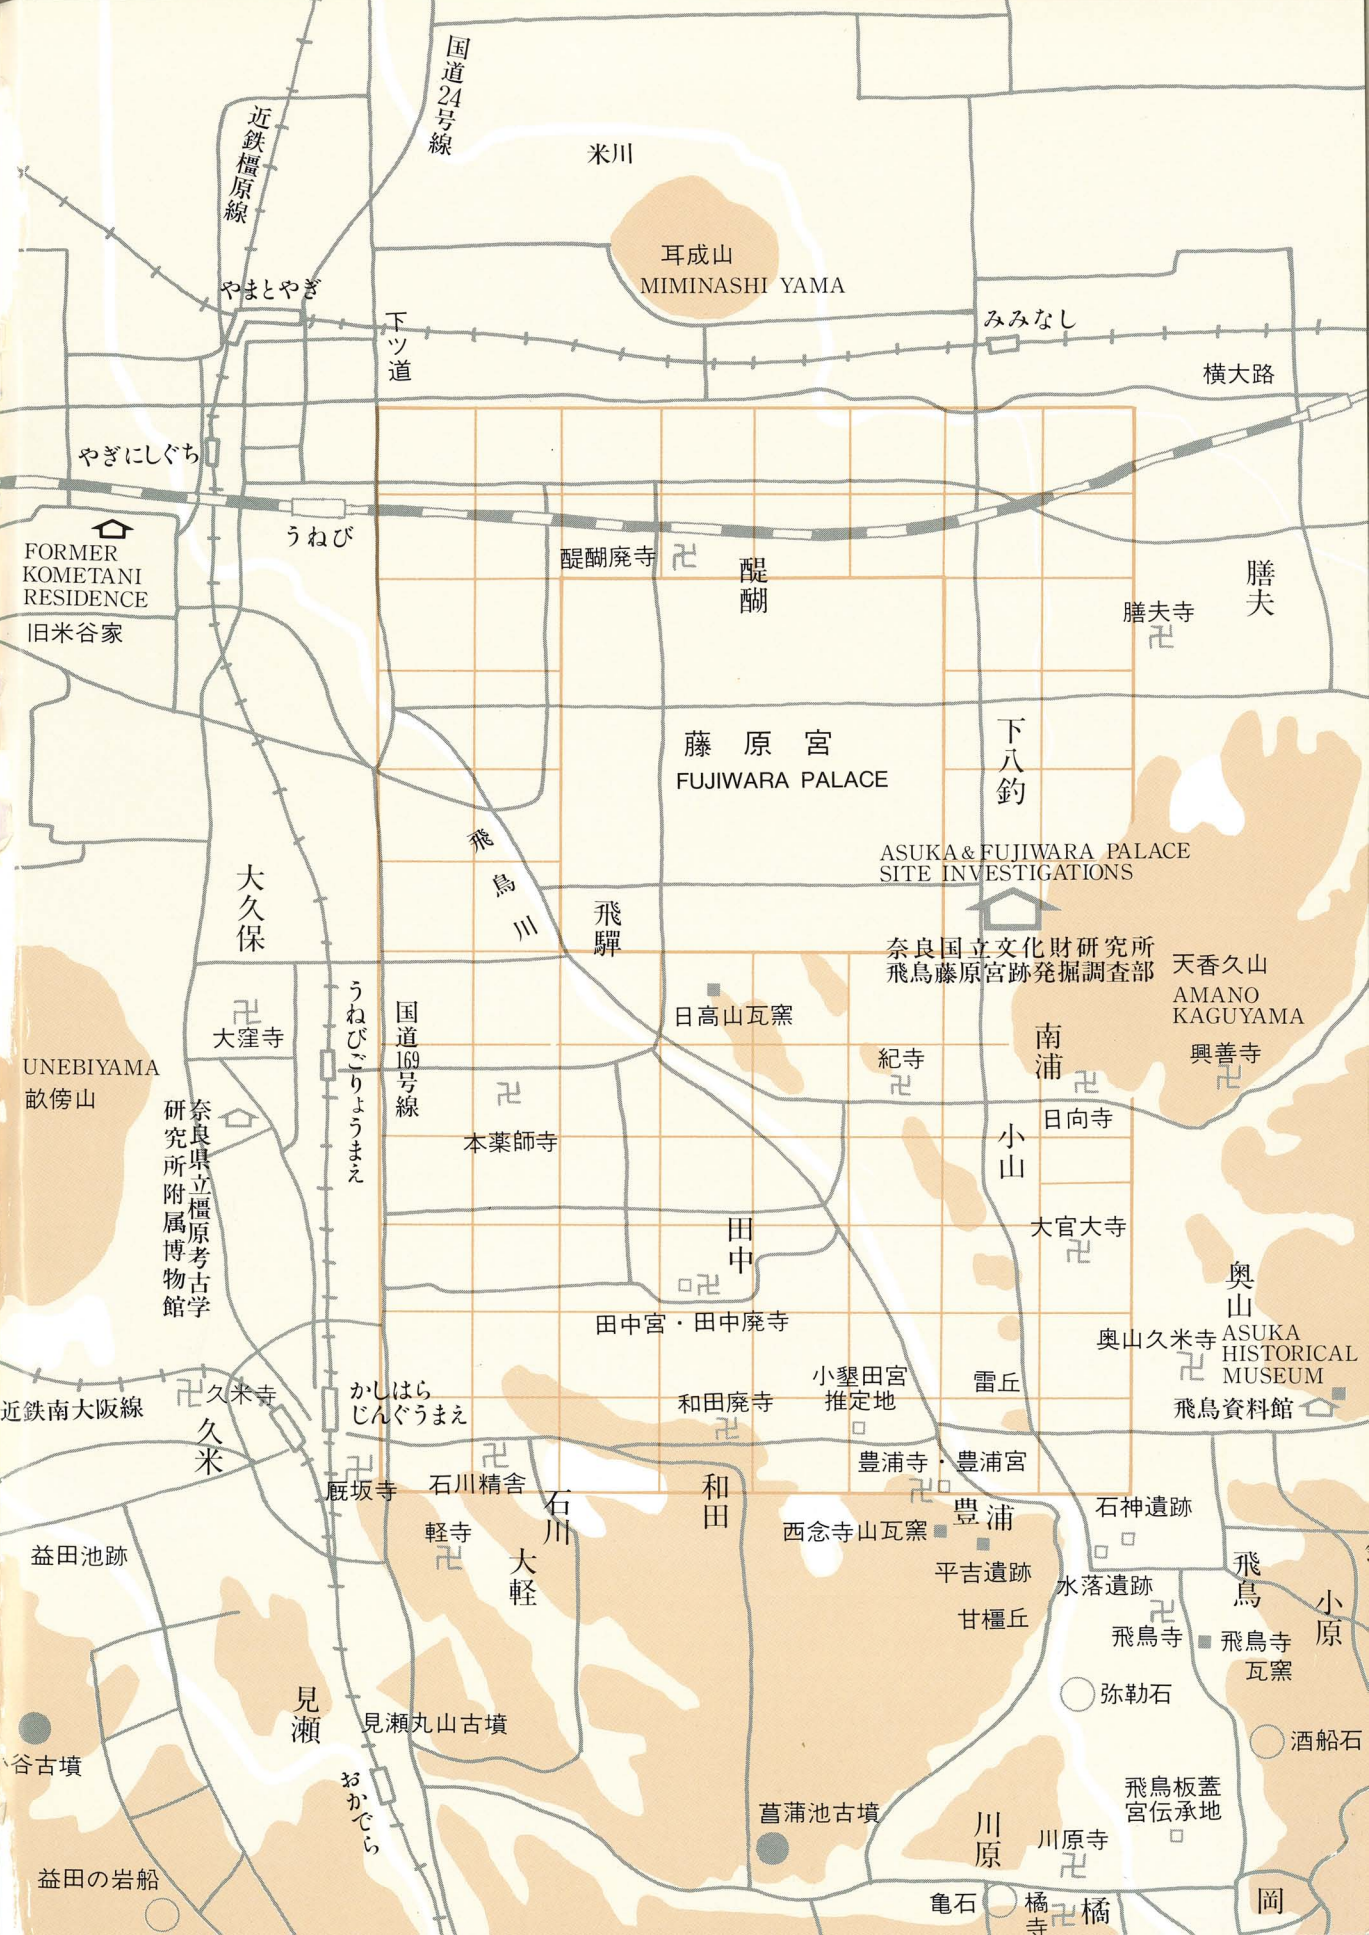 国道24号線
近鉄橿原線
米川
耳成山
MIMINASHI YAMA
やまとやぎ
下ツ道
みみなし
横大路
やぎにしぐち
うねび
FORMER
KOMETANI
RESIDENCE
旧米谷家
醍醐廃寺
醍醐
膳夫
膳夫寺
藤原宮
FUJIWARA PALACE
下八釣
飛鳥川
ASUKA & FUJIWARA PALACE
SITE INVESTIGATIONS
奈良国立文化財研究所
飛鳥藤原宮跡発掘調査部
大久保
飛驒
天香久山
AMANO
KAGUYAMA
うねびごりょうまえ
国道169号線
日高山瓦窯
大窪寺
南浦
興善寺
紀寺
UNEBIYAMA
畝傍山
奈良県立橿原考古学
研究所附属博物館
本薬師寺
日向寺
小山
田中
大官大寺
奥山
田中宮・田中廃寺
奥山久米寺
ASUKA
HISTORICAL
MUSEUM
飛鳥資料館
近鉄南大阪線
久米寺
久米
かしはら
じんぐうまえ
和田廃寺
小墾田宮
推定地
雷丘
厩坂寺
石川精舎
石川
和田
豊浦寺・豊浦宮
豊浦
石神遺跡
軽寺
大軽
西念寺山瓦窯
平吉遺跡
水落遺跡
益田池跡
甘橿丘
飛鳥
小原
飛鳥寺
飛鳥寺
瓦窯
見瀬
見瀬丸山古墳
弥勒石
酒船石
谷古墳
おかでら
菖蒲池古墳
飛鳥板蓋
宮伝承地
川原
川原寺
益田の岩船
亀石
橘寺
橘
岡